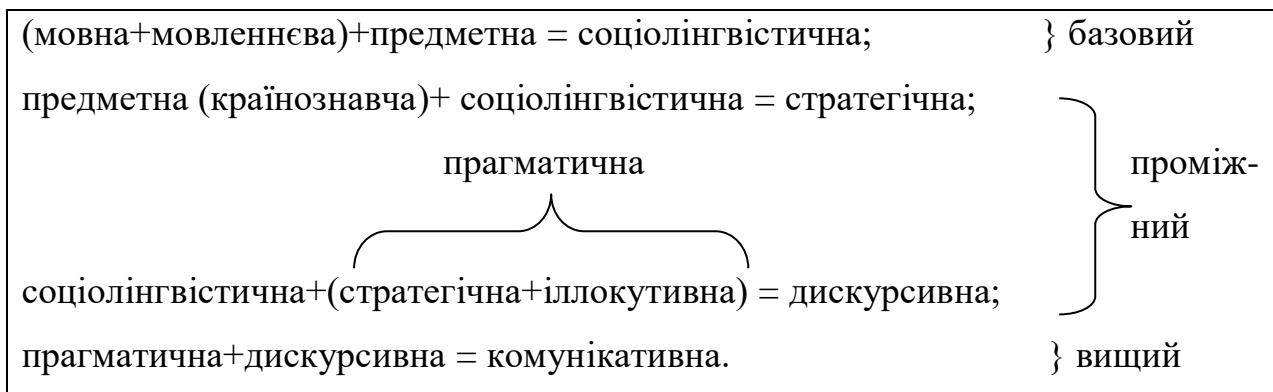 (мовна+мовленнєва)+предметна = соціолінгвістична; } базовий
предметна (країнознавча)+ соціолінгвістична = стратегічна;
прагматична проміж-
ний
соціолінгвістична+(стратегічна+іллокутивна) = дискурсивна;
прагматична+дискурсивна = комунікативна. } вищий